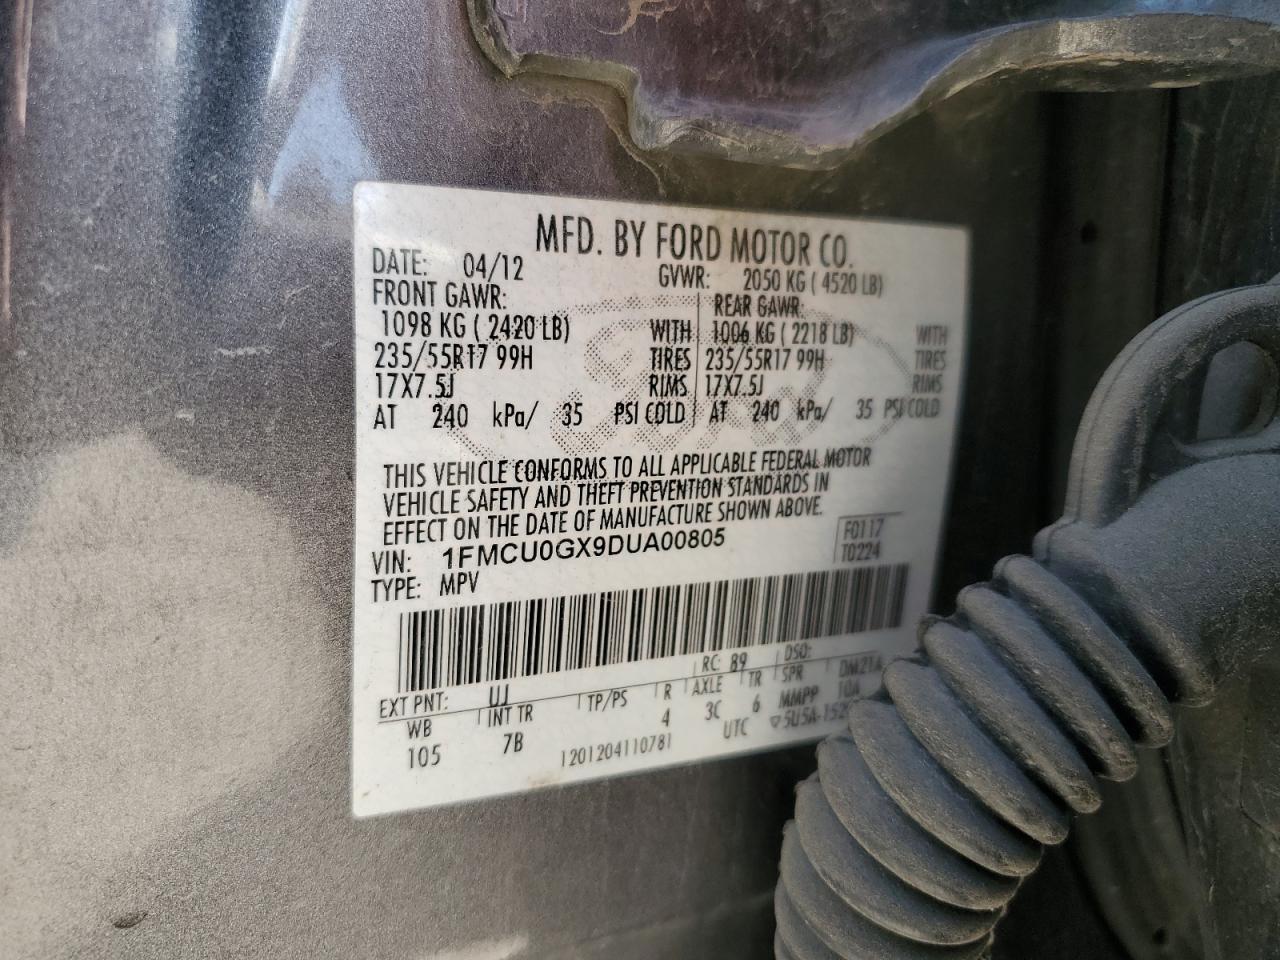 MFD. BY FORD MOTOR CO.
DATE: 04/12 GVWR: 2050 KG ( 4520 LB)
FRONT GAWR: REAR GAWR:
1098 KG ( 2420 LB) WITH 1006 KG ( 2218 LB) WITH
235/55R17 99H TIRES 235/55R17 99H TIRES
17X7.5J RIMS 17X7.5J RIMS
AT 240 kPa/ 35 PSI COLD AT 240 kPa/ 35 PSI COLD
THIS VEHICLE CONFORMS TO ALL APPLICABLE FEDERAL MOTOR
VEHICLE SAFETY AND THEFT PREVENTION STANDARDS IN
EFFECT ON THE DATE OF MANUFACTURE SHOWN ABOVE.
VIN: 1FMCU0GX9DUA00805
F0117
T0224
TYPE: MPV
EXT PNT: UJ RC: 89 DSO:
WB INT TR TP/PS R AXLE TR SPR DM21A
105 7B 4 3C 6 MMPP 10A
1201204110781 UTC